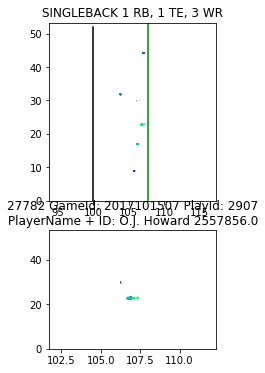 SINGLEBACK 1 RB, 1 TE, 3 WR
50
40
30
20
10
0
95 100 105 110 115
27782 GameId: 2017101507 PlayId: 2907
PlayerName + ID: O.J. Howard 2557856.0
40
20
0
102.5 105.0 107.5 110.0